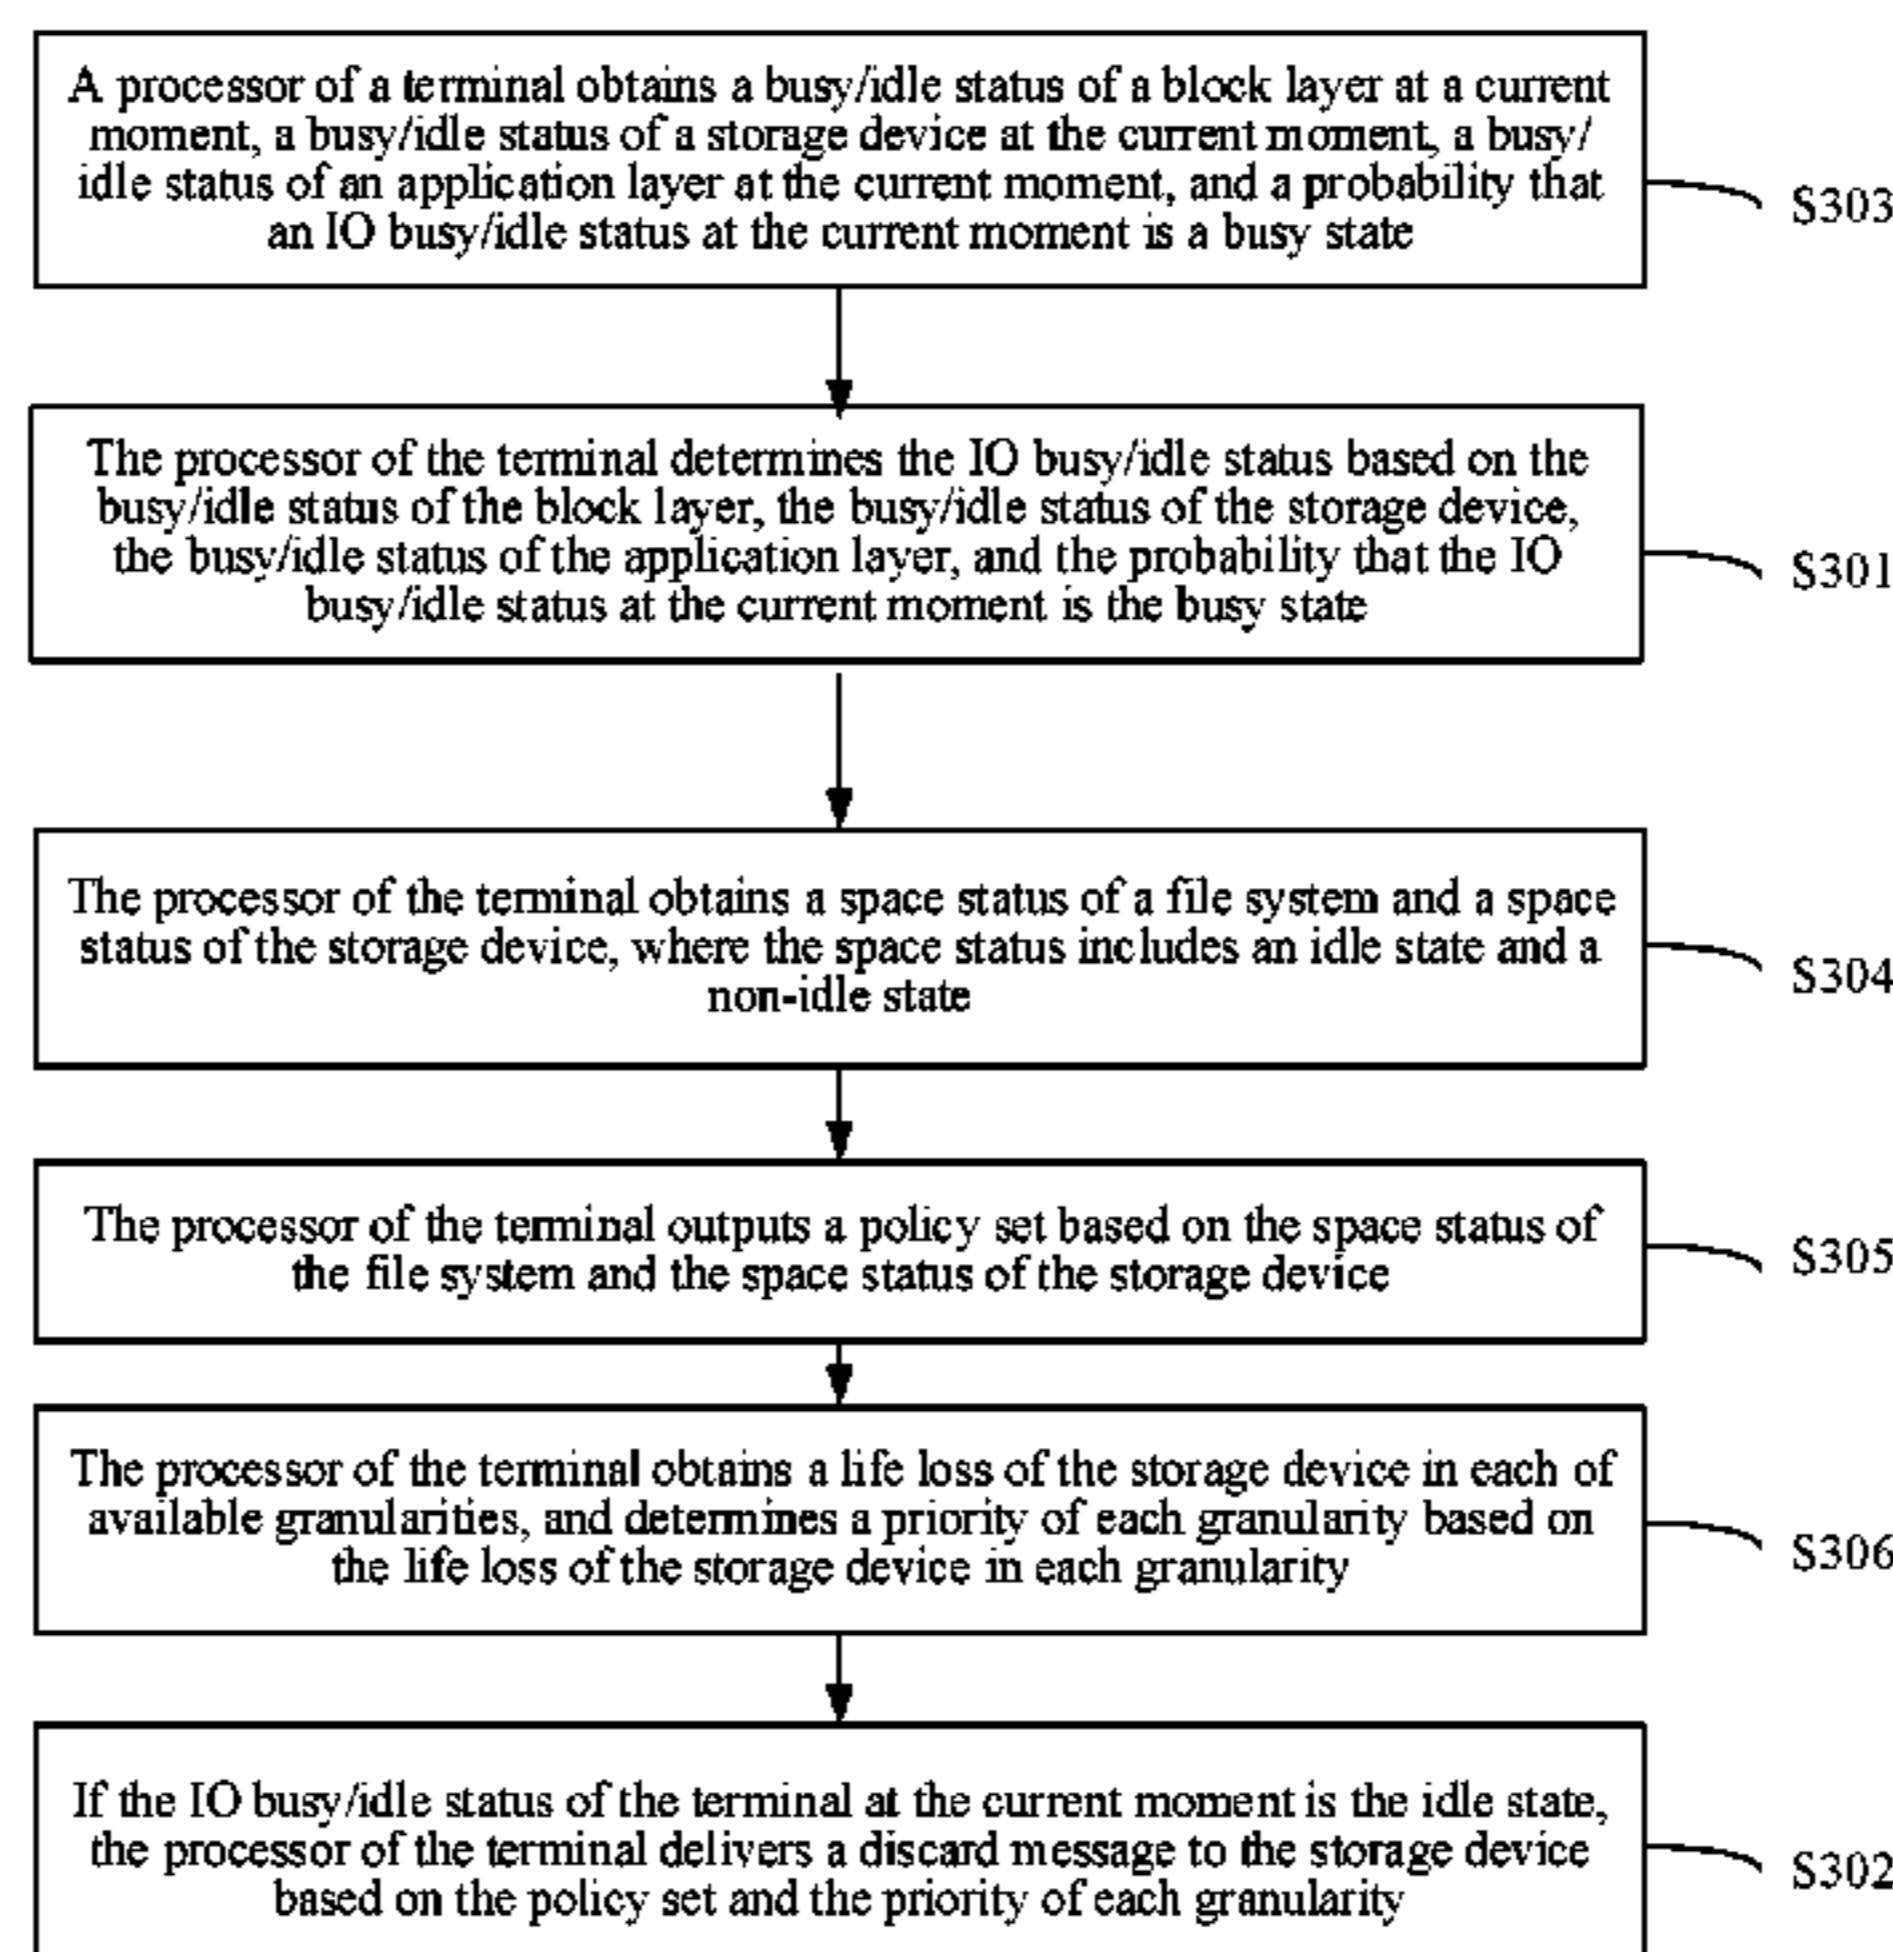 A processor of a terminal obtains a busy/idle status of a block layer at a current
moment, a busy/idle status of a storage device at the current moment, a busy/
idle status of an application layer at the current moment, and a probability that
an IO busy/idle status at the current moment is a busy state
S303
The processor of the terminal determines the IO busy/idle status based on the
busy/idle status of the block layer, the busy/idle status of the storage device,
the busy/idle status of the application layer, and the probability that the IO
busy/idle status at the current moment is the busy state
S301
The processor of the terminal obtains a space status of a file system and a space
status of the storage device, where the space status includes an idle state and a
non-idle state
S304
The processor of the terminal outputs a policy set based on the space status of
the file system and the space status of the storage device
S305
The processor of the terminal obtains a life loss of the storage device in each of
available granularities, and determines a priority of each granularity based on
the life loss of the storage device in each granularity
S306
If the IO busy/idle status of the terminal at the current moment is the idle state,
the processor of the terminal delivers a discard message to the storage device
based on the policy set and the priority of each granularity
S302